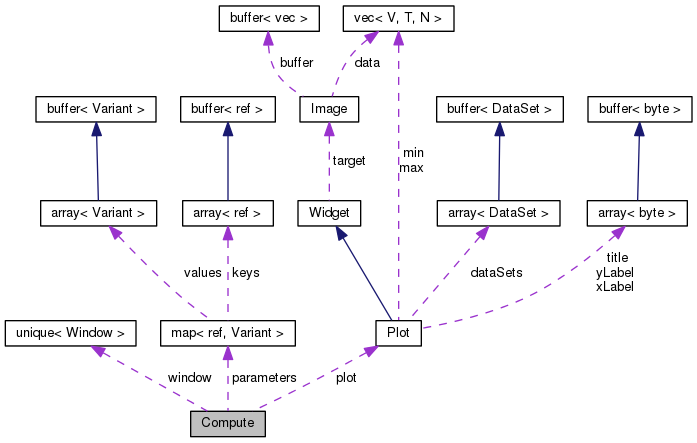 buffer< vec >
vec< V, T, N >
buffer
data
buffer< Variant >
buffer< ref >
Image
buffer< DataSet >
buffer< byte >
min
max
target
array< Variant >
array< ref >
Widget
array< DataSet >
array< byte >
values
keys
dataSets
title
yLabel
xLabel
unique< Window >
map< ref, Variant >
Plot
window
parameters
plot
Compute